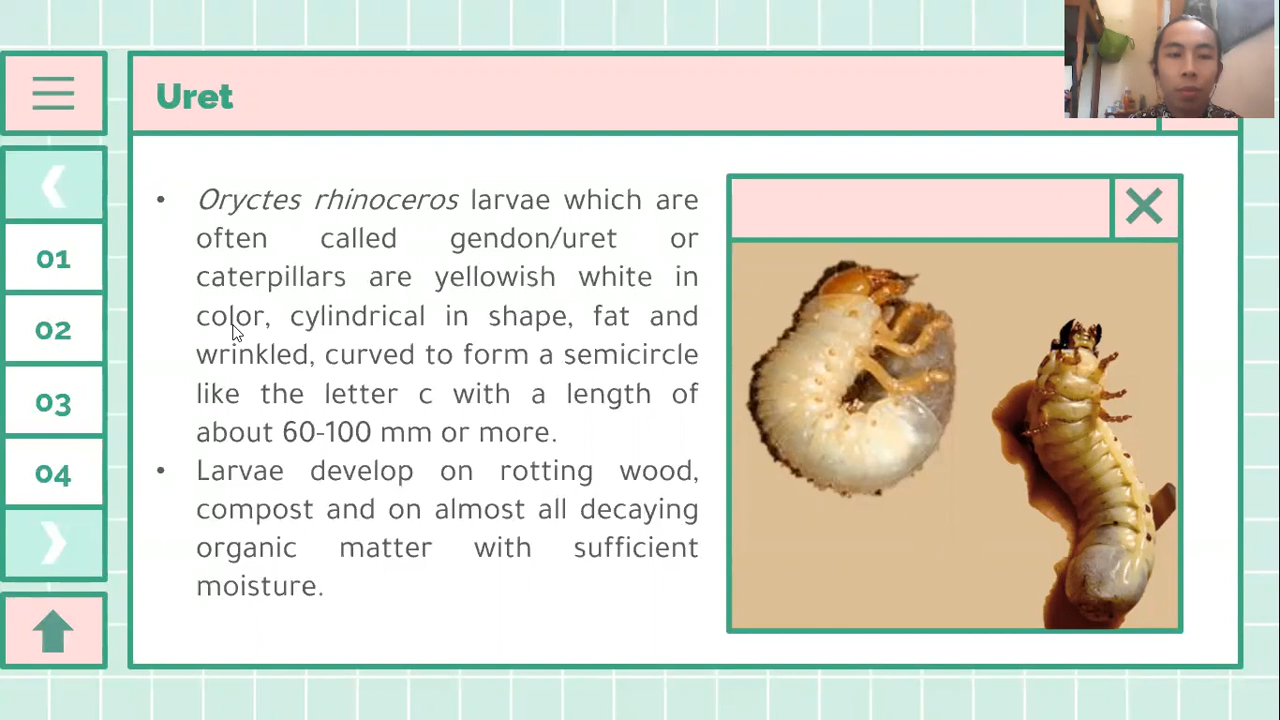 Uret
01
02
03
04
• Oryctes rhinoceros larvae which are
often called gendon/uret or
caterpillars are yellowish white in
color, cylindrical in shape, fat and
wrinkled, curved to form a semicircle
like the letter c with a length of
about 60-100 mm or more.
• Larvae develop on rotting wood,
compost and on almost all decaying
organic matter with sufficient
moisture.